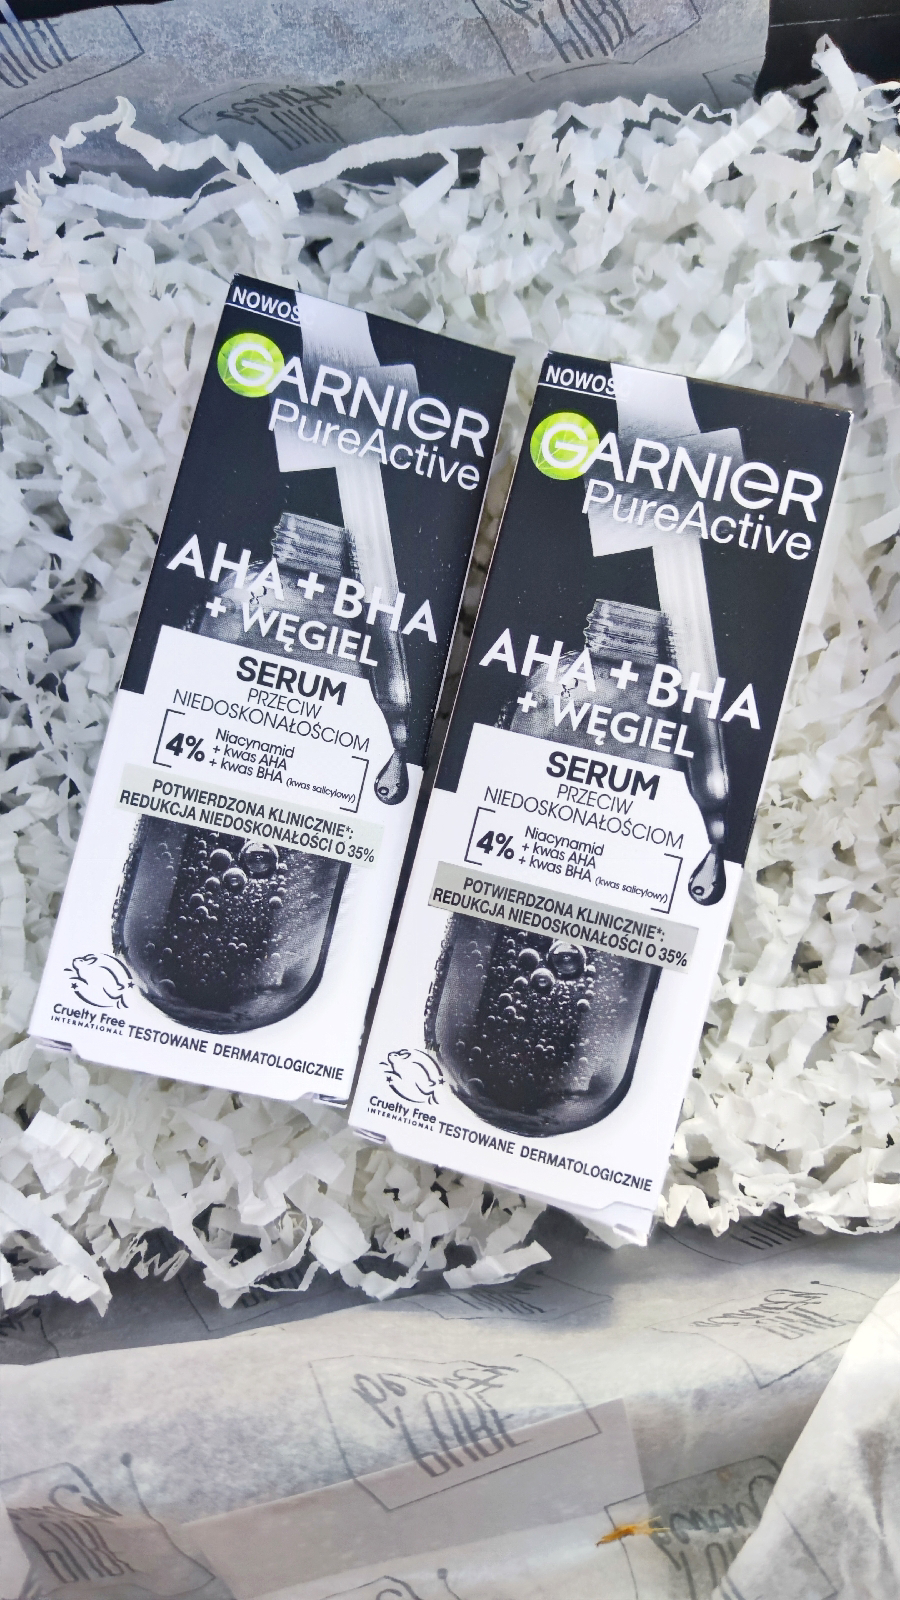 NOWOŚ
GARNIER
PureActive
AHA + BHA
+ WĘGIEL
SERUM
PRZECIW
NIEDOSKONAŁOŚCIOM
4%
Niacynamid
+ kwas AHA
+ kwas BHA (kwas salicylowy)
POTWIERDZONA KLINICZNIE*:
REDUKCJA NIEDOSKONAŁOŚCI O 35%
Cruelty Free
INTERNATIONAL
TESTOWANE DERMATOLOGICZNIE
NOWOŚ
GARNIER
PureActive
AHA + BHA
+ WĘGIEL
SERUM
PRZECIW
NIEDOSKONAŁOŚCIOM
4%
Niacynamid
+ kwas AHA
+ kwas BHA (kwas salicylowy)
POTWIERDZONA KLINICZNIE*:
REDUKCJA NIEDOSKONAŁOŚCI O 35%
Cruelty Free
INTERNATIONAL
TESTOWANE DERMATOLOGICZNIE